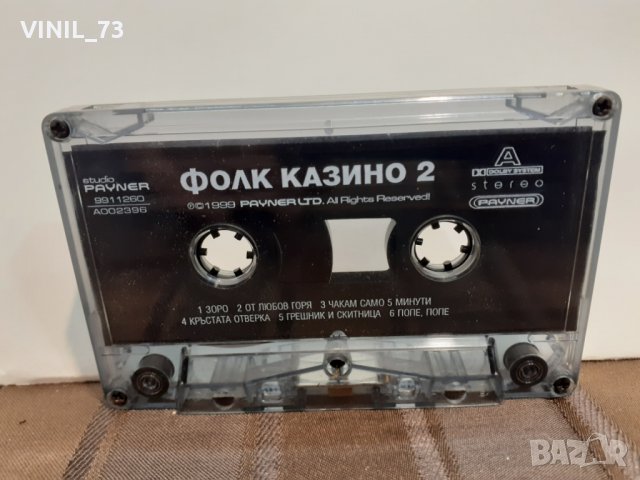 VINIL_73
studio
PAYNER
9911260
A002396
ФОЛК КАЗИНО 2
℗©1999 PAYNER LTD. All Rights Reserved!
A
DOLBY SYSTEM
stereo
PAYNER
1 ЗОРО 2 ОТ ЛЮБОВ ГОРЯ 3 ЧАКАМ САМО 5 МИНУТИ
4 КРЪСТАТА ОТВЕРКА 5 ГРЕШНИК И СКИТНИЦА 6 ПОПЕ, ПОПЕ
BAZAR